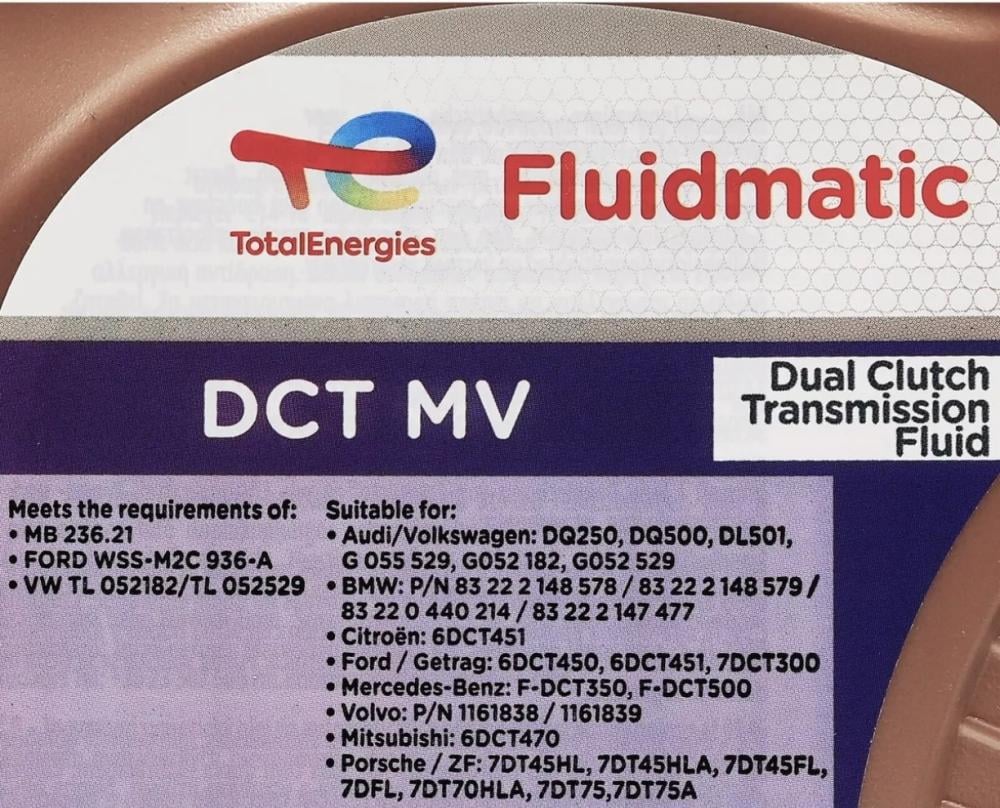 TotalEnergies
Fluidmatic
DCT MV
Dual Clutch
Transmission
Fluid
Meets the requirements of:
• MB 236.21
• FORD WSS-M2C 936-A
• VW TL 052182/TL 052529
Suitable for:
• Audi/Volkswagen: DQ250, DQ500, DL501,
G 055 529, G052 182, G052 529
• BMW: P/N 83 22 2 148 578 / 83 22 2 148 579 /
83 22 0 440 214 / 83 22 2 147 477
• Citroën: 6DCT451
• Ford / Getrag: 6DCT450, 6DCT451, 7DCT300
• Mercedes-Benz: F-DCT350, F-DCT500
• Volvo: P/N 1161838 / 1161839
• Mitsubishi: 6DCT470
• Porsche / ZF: 7DT45HL, 7DT45HLA, 7DT45FL,
7DFL, 7DT70HLA, 7DT75,7DT75A